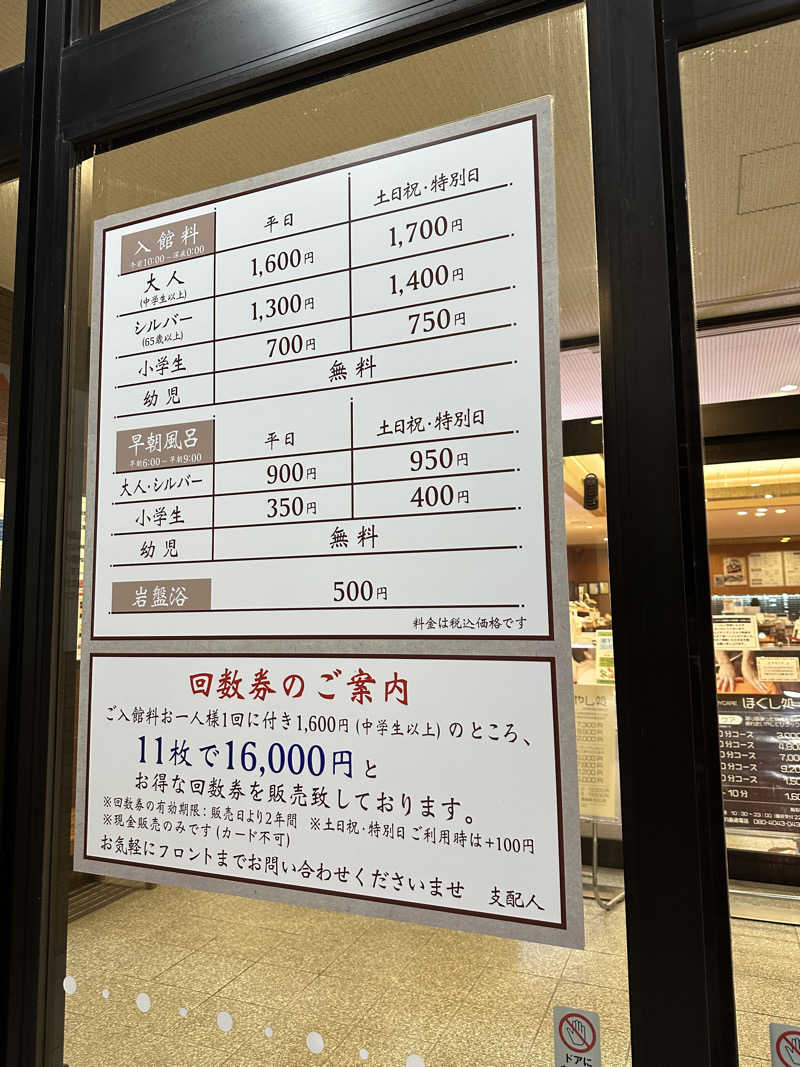 入館料 平日 土日祝・特別日
午前10:00～深夜0:00
大人 1,600円 1,700円
(中学生以上)
シルバー 1,300円 1,400円
(65歳以上)
小学生 700円 750円
幼児 無料
早朝風呂 平日 土日祝・特別日
早朝6:00～早朝9:00
大人・シルバー 900円 950円
小学生 350円 400円
幼児 無料
岩盤浴 500円
料金は税込価格です
回数券のご案内
ご入館料お一人様1回に付き1,600円(中学生以上)のところ、
11枚で16,000円と
お得な回数券を販売致しております。
※回数券の有効期限：販売日より2年間 ※土日祝・特別日ご利用時は+100円
※現金販売のみです(カード不可)
お気軽にフロントまでお問い合わせくださいませ 支配人
ドアに
やし処
ほぐし処